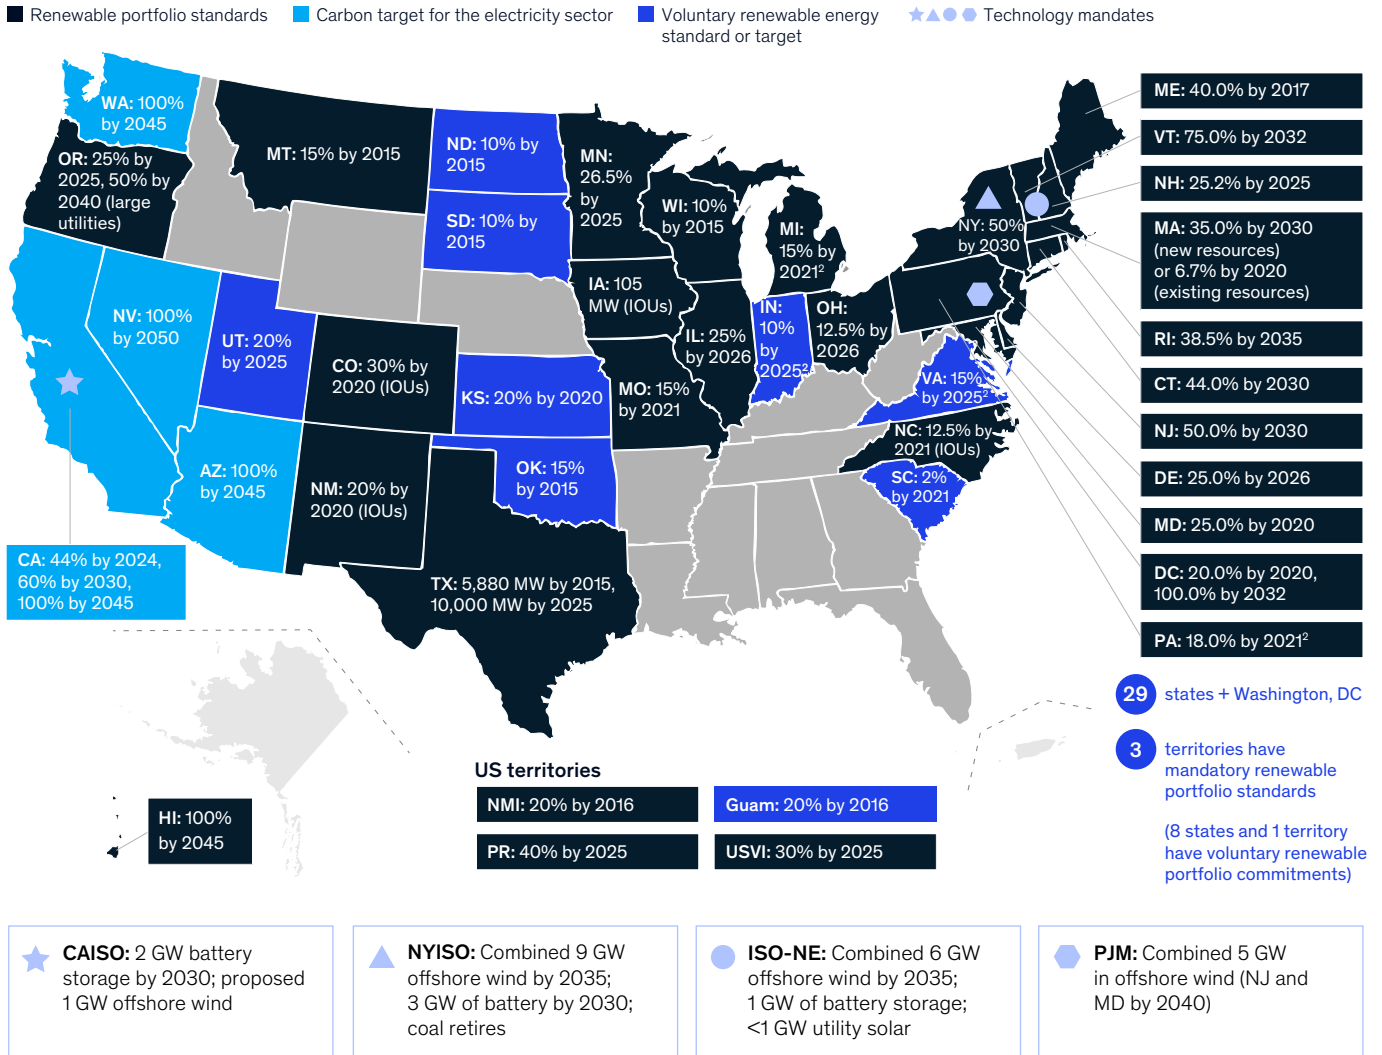 Renewable portfolio standards
Carbon target for the electricity sector
Voluntary renewable energy
standard or target
Technology mandates
WA: 100%
by 2045
OR: 25% by
2025, 50% by
2040 (large
utilities)
MT: 15% by 2015
ND: 10% by
2015
SD: 10% by
2015
MN:
26.5%
by
2025
WI: 10%
by 2015
MI:
15% by
2021²
NY: 50%
by 2030
IA: 105
MW (IOUs)
NV: 100%
by 2050
UT: 20%
by 2025
CO: 30% by
2020 (IOUs)
KS: 20% by 2020
MO: 15%
by 2021
IL: 25%
by 2026
IN:
10%
by
2025²
OH:
12.5% by
2026
VA: 15%
by 2025²
NC: 12.5% by
2021 (IOUs)
SC: 2%
by 2021
AZ: 100%
by 2045
NM: 20% by
2020 (IOUs)
OK: 15%
by 2015
TX: 5,880 MW by 2015,
10,000 MW by 2025
CA: 44% by 2024,
60% by 2030,
100% by 2045
HI: 100%
by 2045
ME: 40.0% by 2017
VT: 75.0% by 2032
NH: 25.2% by 2025
MA: 35.0% by 2030
(new resources)
or 6.7% by 2020
(existing resources)
RI: 38.5% by 2035
CT: 44.0% by 2030
NJ: 50.0% by 2030
DE: 25.0% by 2026
MD: 25.0% by 2020
DC: 20.0% by 2020,
100.0% by 2032
PA: 18.0% by 2021²
29 states + Washington, DC
3 territories have
mandatory renewable
portfolio standards
(8 states and 1 territory
have voluntary renewable
portfolio commitments)
US territories
NMI: 20% by 2016
Guam: 20% by 2016
PR: 40% by 2025
USVI: 30% by 2025
CAISO: 2 GW battery
storage by 2030; proposed
1 GW offshore wind
NYISO: Combined 9 GW
offshore wind by 2035;
3 GW of battery by 2030;
coal retires
ISO-NE: Combined 6 GW
offshore wind by 2035;
1 GW of battery storage;
<1 GW utility solar
PJM: Combined 5 GW
in offshore wind (NJ and
MD by 2040)